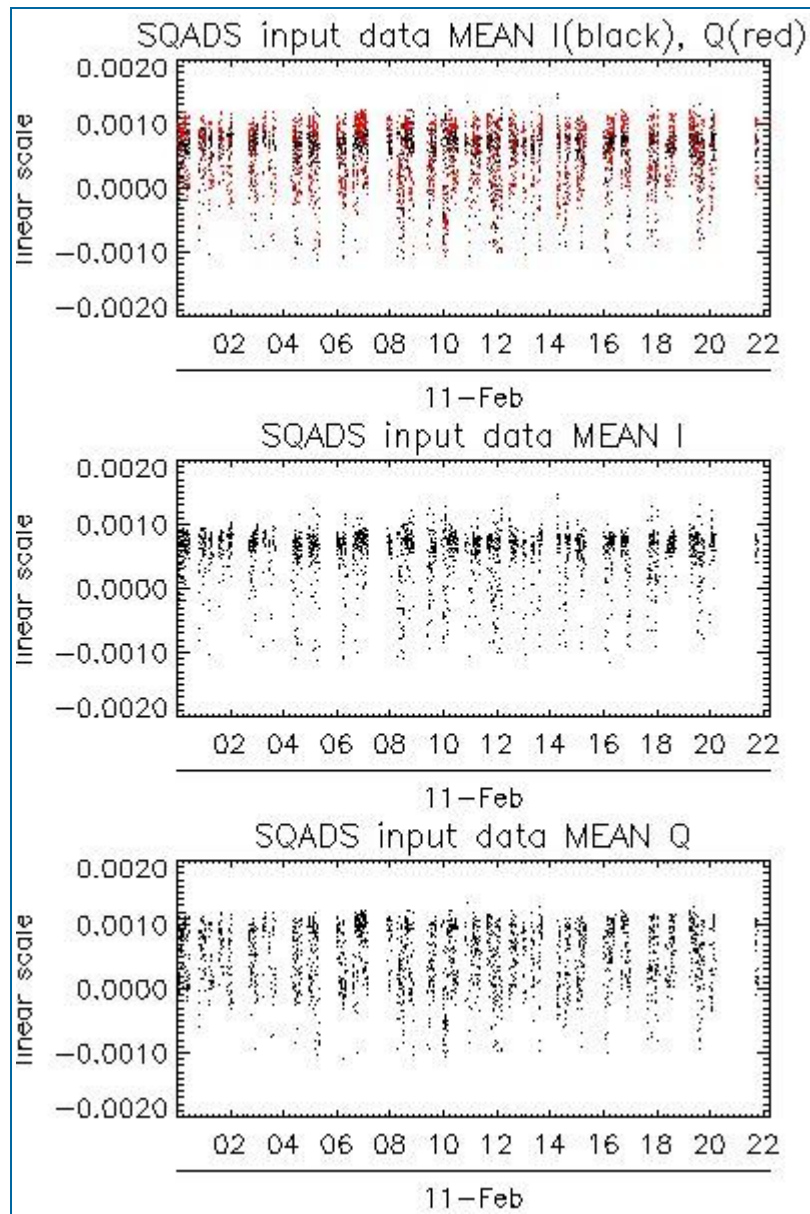 SQADS input data MEAN I(black), Q(red)
0.0020
0.0010
0.0000
−0.0010
−0.0020
linear scale
02 04 06 08 10 12 14 16 18 20 22
11−Feb
SQADS input data MEAN I
0.0020
0.0010
0.0000
−0.0010
−0.0020
linear scale
02 04 06 08 10 12 14 16 18 20 22
11−Feb
SQADS input data MEAN Q
0.0020
0.0010
0.0000
−0.0010
−0.0020
linear scale
02 04 06 08 10 12 14 16 18 20 22
11−Feb